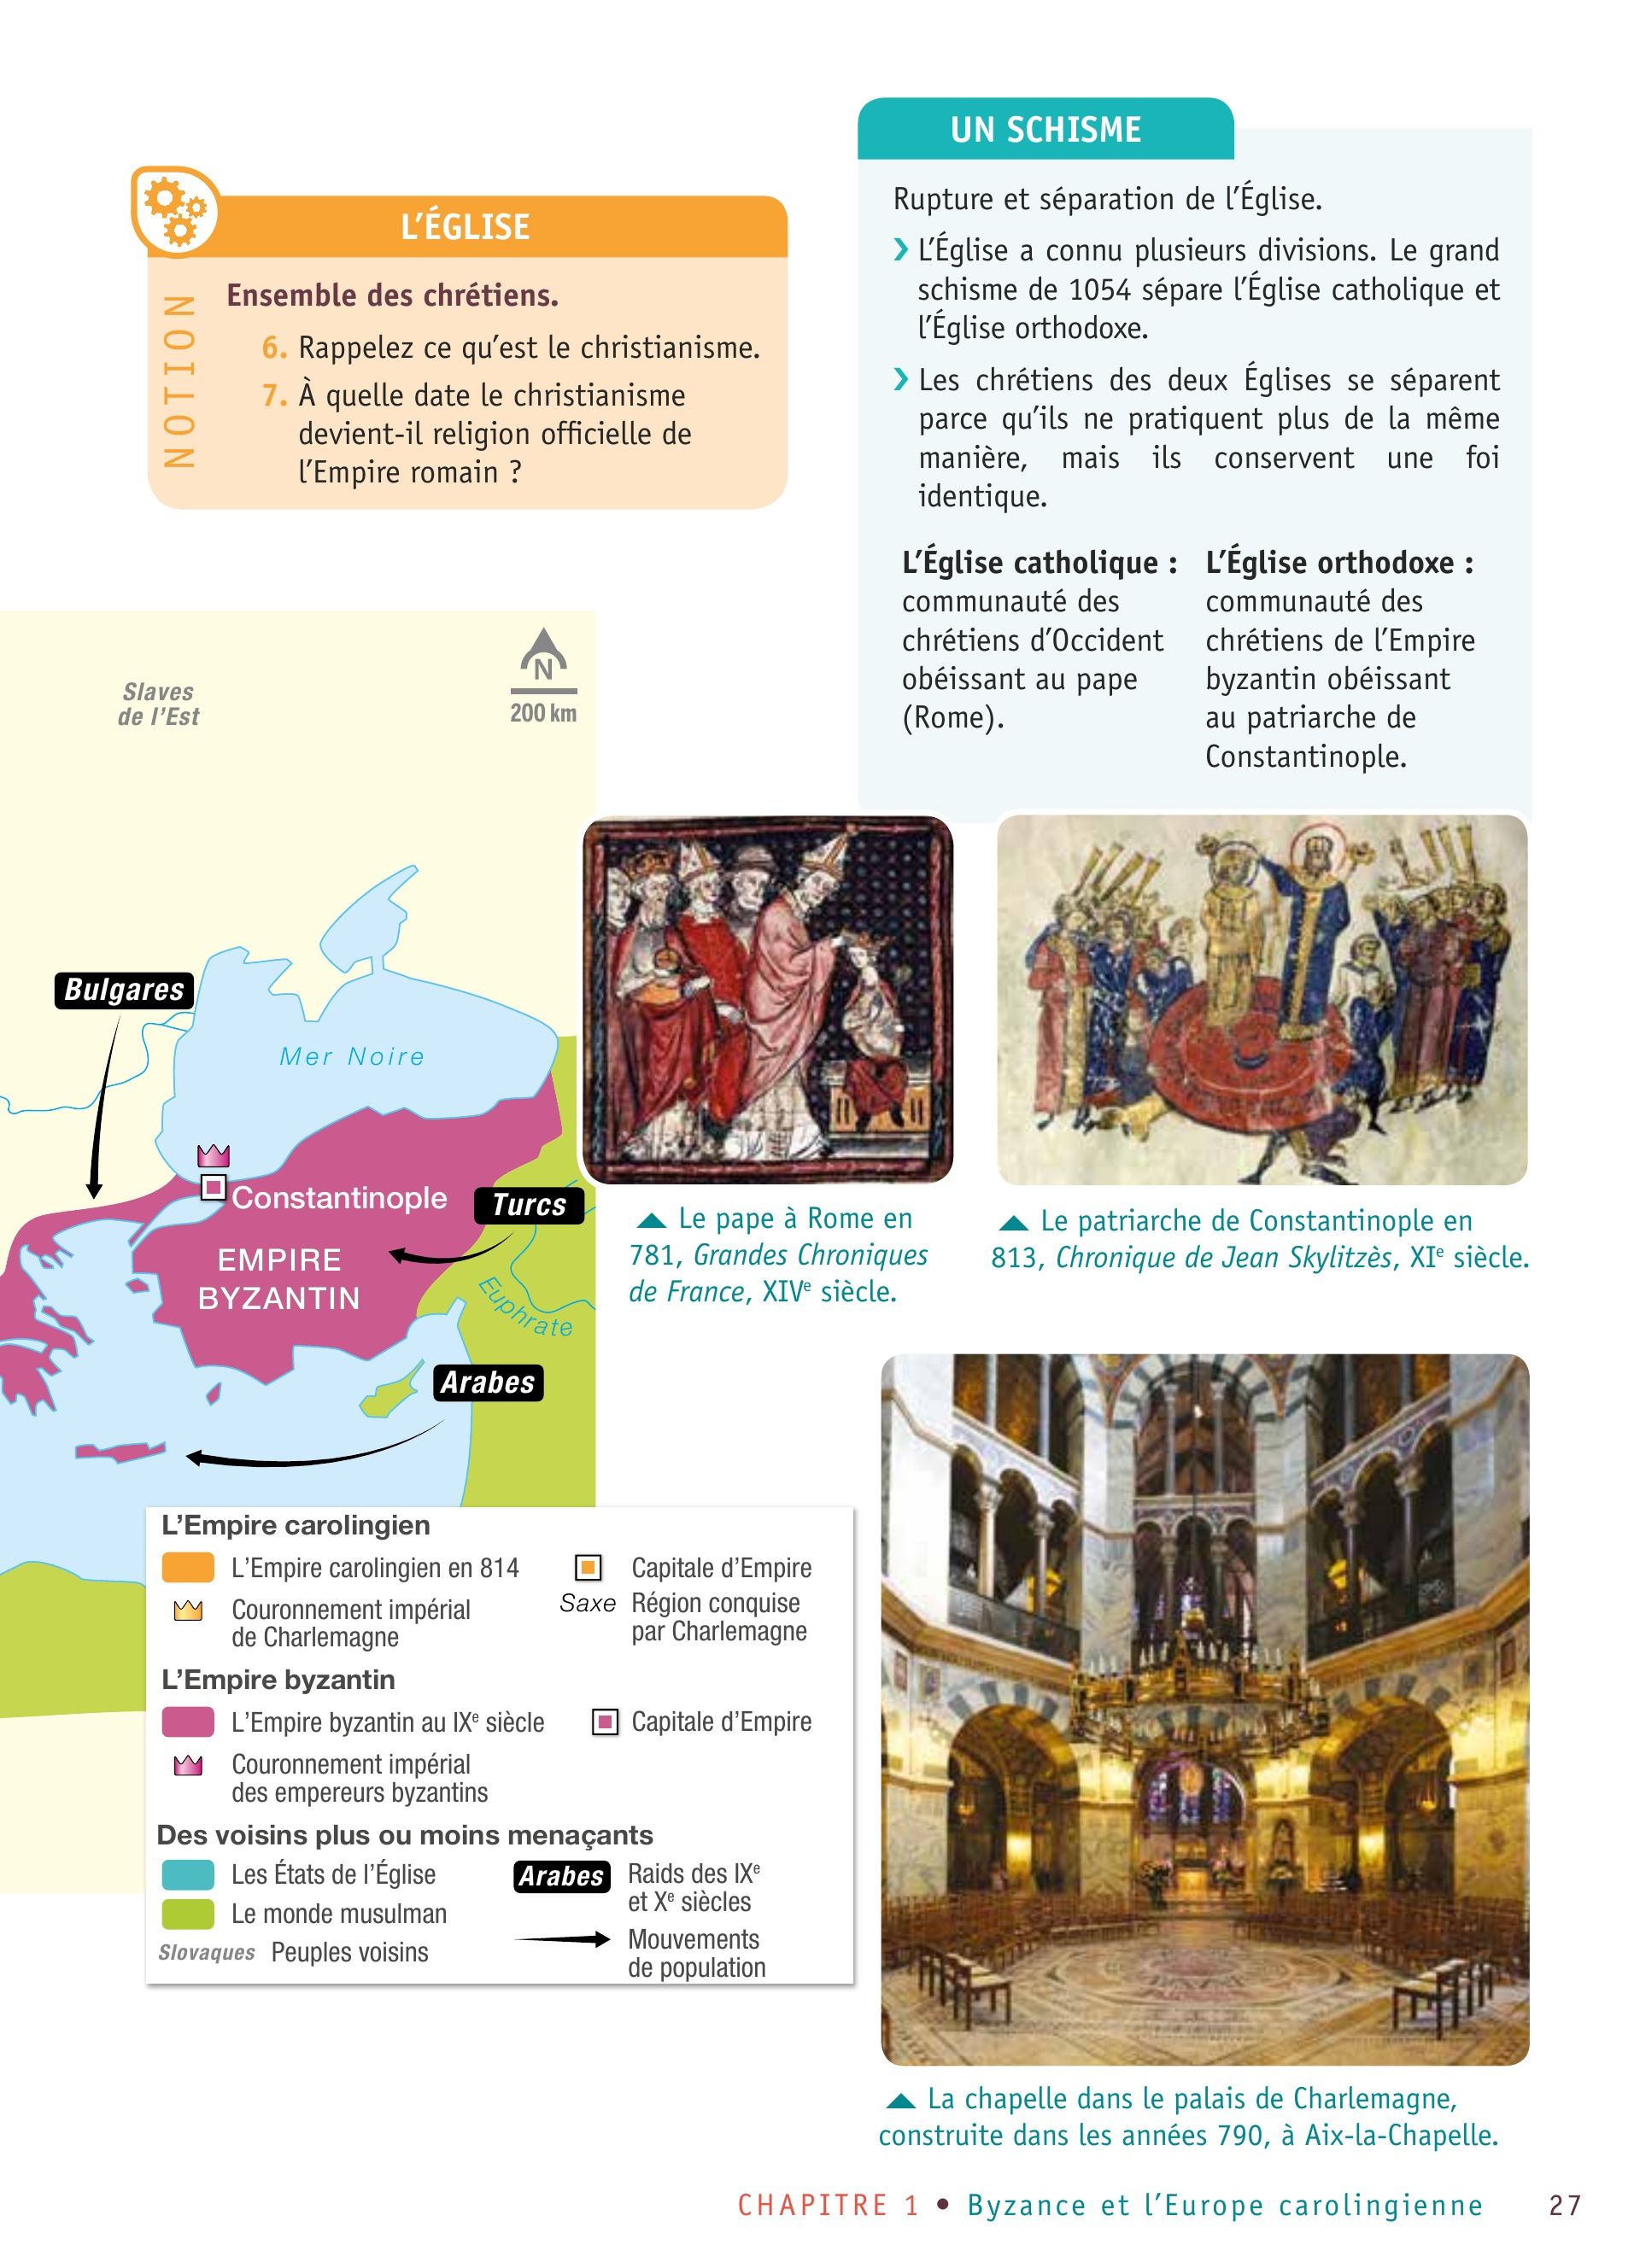 L'ÉGLISE
NOTION
Ensemble des chrétiens.
6. Rappelez ce qu'est le christianisme.
7. À quelle date le christianisme
devient-il religion officielle de
l'Empire romain ?
UN SCHISME
Rupture et séparation de l'Église.
❯ L'Église a connu plusieurs divisions. Le grand
schisme de 1054 sépare l'Église catholique et
l'Église orthodoxe.
❯ Les chrétiens des deux Églises se séparent
parce qu'ils ne pratiquent plus de la même
manière, mais ils conservent une foi
identique.
L'Église catholique :
communauté des
chrétiens d'Occident
obéissant au pape
(Rome).
L'Église orthodoxe :
communauté des
chrétiens de l'Empire
byzantin obéissant
au patriarche de
Constantinople.
Slaves
de l'Est
N
200 km
Bulgares
Mer Noire
Constantinople
Turcs
EMPIRE
BYZANTIN
Euphrate
Arabes
Le pape à Rome en
781, Grandes Chroniques
de France, XIVe siècle.
Le patriarche de Constantinople en
813, Chronique de Jean Skylitzès, XIe siècle.
L'Empire carolingien
L'Empire carolingien en 814
Couronnement impérial
de Charlemagne
Capitale d'Empire
Saxe Région conquise
par Charlemagne
L'Empire byzantin
L'Empire byzantin au IXe siècle
Capitale d'Empire
Couronnement impérial
des empereurs byzantins
Des voisins plus ou moins menaçants
Les États de l'Église
Le monde musulman
Slovaques Peuples voisins
Arabes Raids des IXe
et Xe siècles
Mouvements
de population
La chapelle dans le palais de Charlemagne,
construite dans les années 790, à Aix-la-Chapelle.
CHAPITRE 1 • Byzance et l'Europe carolingienne 27